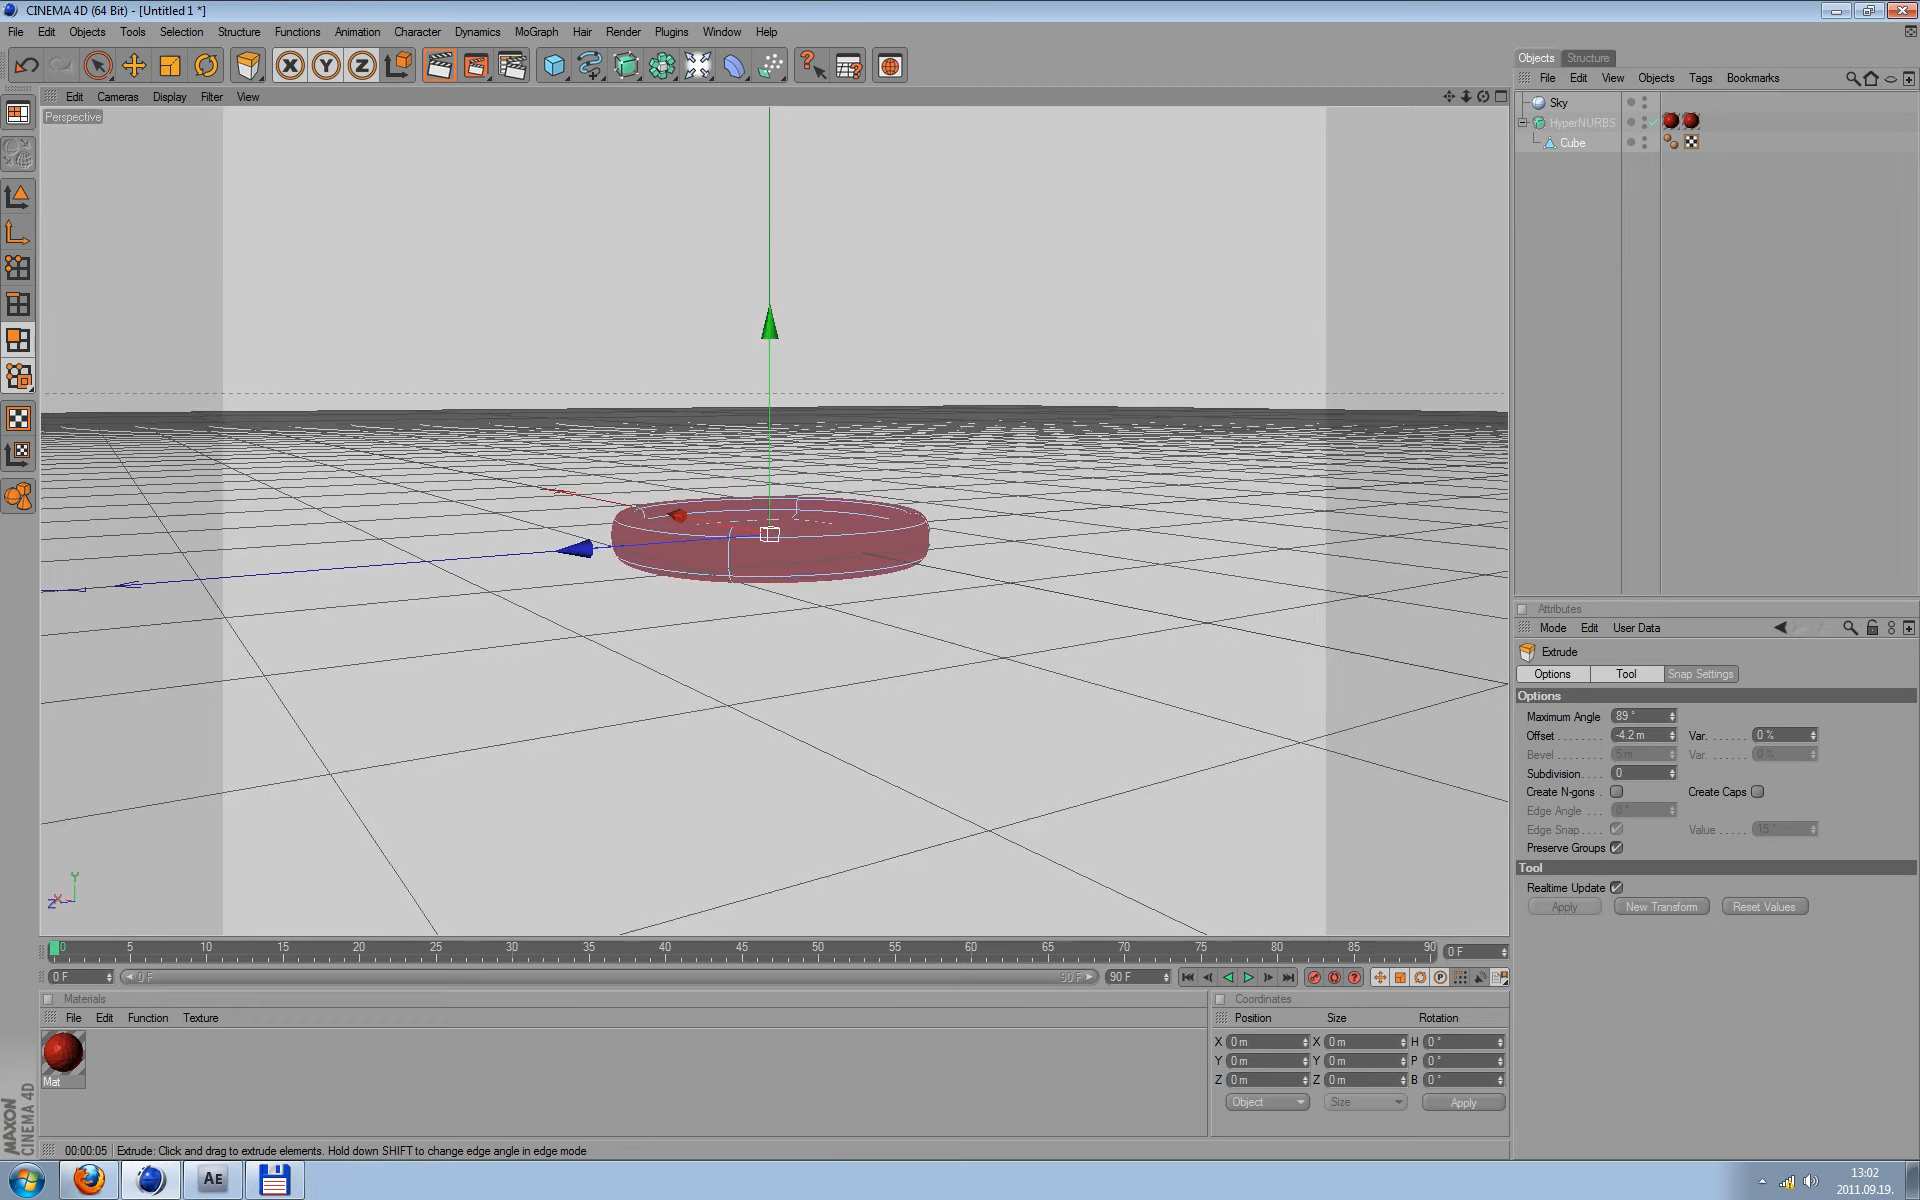 CINEMA 4D (64 Bit) - [Untitled 1 *]
File Edit Objects Tools Selection Structure Functions Animation Character Dynamics MoGraph Hair Render Plugins Window Help
Edit Cameras Display Filter View
Perspective
Objects Structure
File Edit View Objects Tags Bookmarks
Sky
HyperNURBS
Cube
Attributes
Mode Edit User Data
Extrude
Options Tool Snap Settings
Options
Maximum Angle 89 °
Offset -4.2 m Var. 0 %
Bevel 5 m Var. 0 %
Subdivision 0
Create N-gons Create Caps
Edge Angle 0 °
Edge Snap Value 15 °
Preserve Groups
Tool
Realtime Update
Apply New Transform Reset Values
Y
X
Z
0 5 10 15 20 25 30 35 40 45 50 55 60 65 70 75 80 85 90 0 F
0 F 0 F 90 F 90 F
Materials
File Edit Function Texture
Mat
Coordinates
Position Size Rotation
X 0 m X 0 m H 0 °
Y 0 m Y 0 m P 0 °
Z 0 m Z 0 m B 0 °
Object Size Apply
MAXON
CINEMA 4D
00:00:05 Extrude: Click and drag to extrude elements. Hold down SHIFT to change edge angle in edge mode
AE
13:02
2011.09.19.